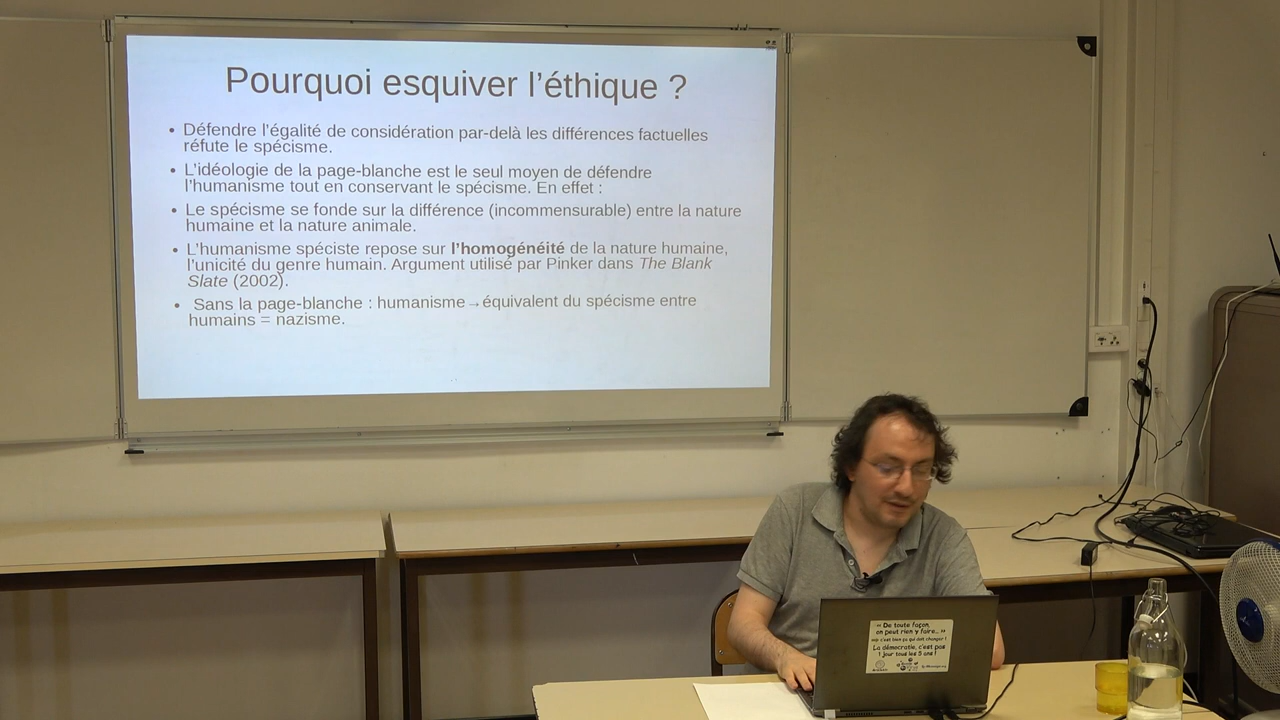 Pourquoi esquiver l'éthique ?
• Défendre l'égalité de considération par-delà les différences factuelles
réfute le spécisme.
• L'idéologie de la page-blanche est le seul moyen de défendre
l'humanisme tout en conservant le spécisme. En effet :
• Le spécisme se fonde sur la différence (incommensurable) entre la nature
humaine et la nature animale.
• L'humanisme spéciste repose sur l'homogénéité de la nature humaine,
l'unicité du genre humain. Argument utilisé par Pinker dans The Blank
Slate (2002).
• Sans la page-blanche : humanisme → équivalent du spécisme entre
humains = nazisme.
« De toute façon,
on peut rien y faire... »
La démocratie, c'est pas
1 jour tous les 5 ans !